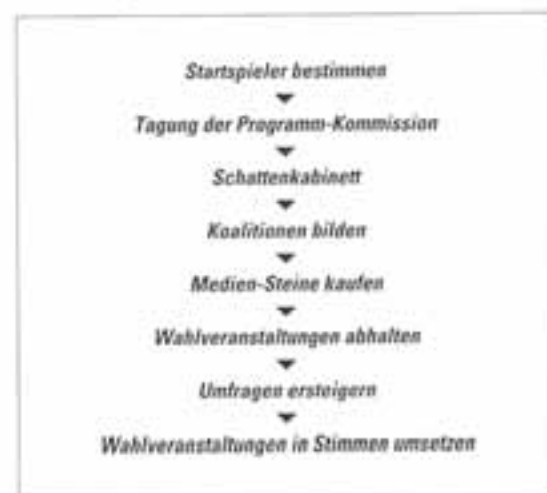 Startspieler bestimmen
Tagung der Programm-Kommission
Schattenkabinett
Koalitionen bilden
Medien-Steine kaufen
Wahlveranstaltungen abhalten
Umfragen ersteigern
Wahlveranstaltungen in Stimmen umsetzen